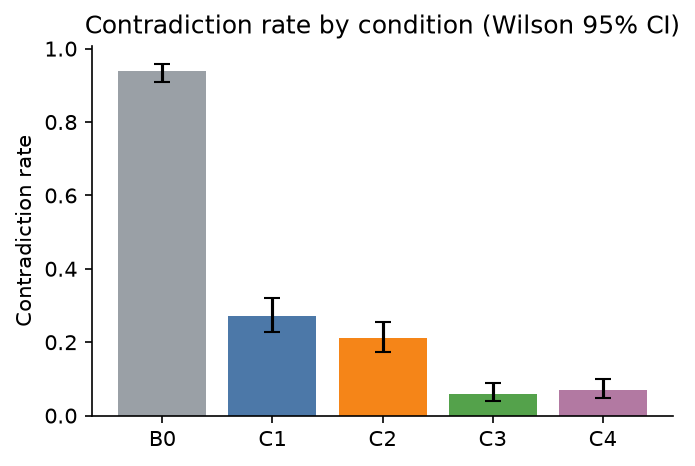 Contradiction rate by condition (Wilson 95% CI)
Contradiction rate
1.0
0.8
0.6
0.4
0.2
0.0
B0 C1 C2 C3 C4